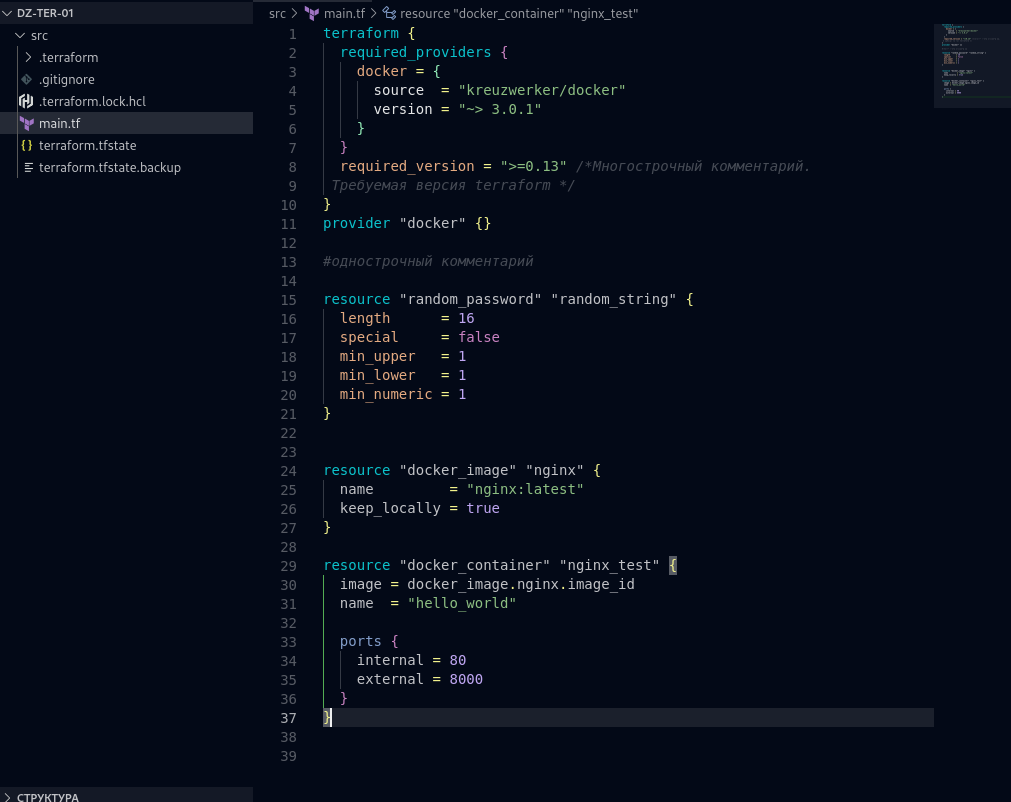 DZ-TER-01
src
.terraform
.gitignore
.terraform.lock.hcl
main.tf
terraform.tfstate
terraform.tfstate.backup
СТРУКТУРА
src > main.tf > resource "docker_container" "nginx_test"
1 terraform {
2   required_providers {
3     docker = {
4       source  = "kreuzwerker/docker"
5       version = "~> 3.0.1"
6     }
7   }
8   required_version = ">=0.13" /*Многострочный комментарий.
9  Требуемая версия terraform */
10 }
11 provider "docker" {}
12
13 #однострочный комментарий
14
15 resource "random_password" "random_string" {
16   length      = 16
17   special     = false
18   min_upper   = 1
19   min_lower   = 1
20   min_numeric = 1
21 }
22
23
24 resource "docker_image" "nginx" {
25   name         = "nginx:latest"
26   keep_locally = true
27 }
28
29 resource "docker_container" "nginx_test" {
30   image = docker_image.nginx.image_id
31   name  = "hello_world"
32
33   ports {
34     internal = 80
35     external = 8000
36   }
37 }
38
39